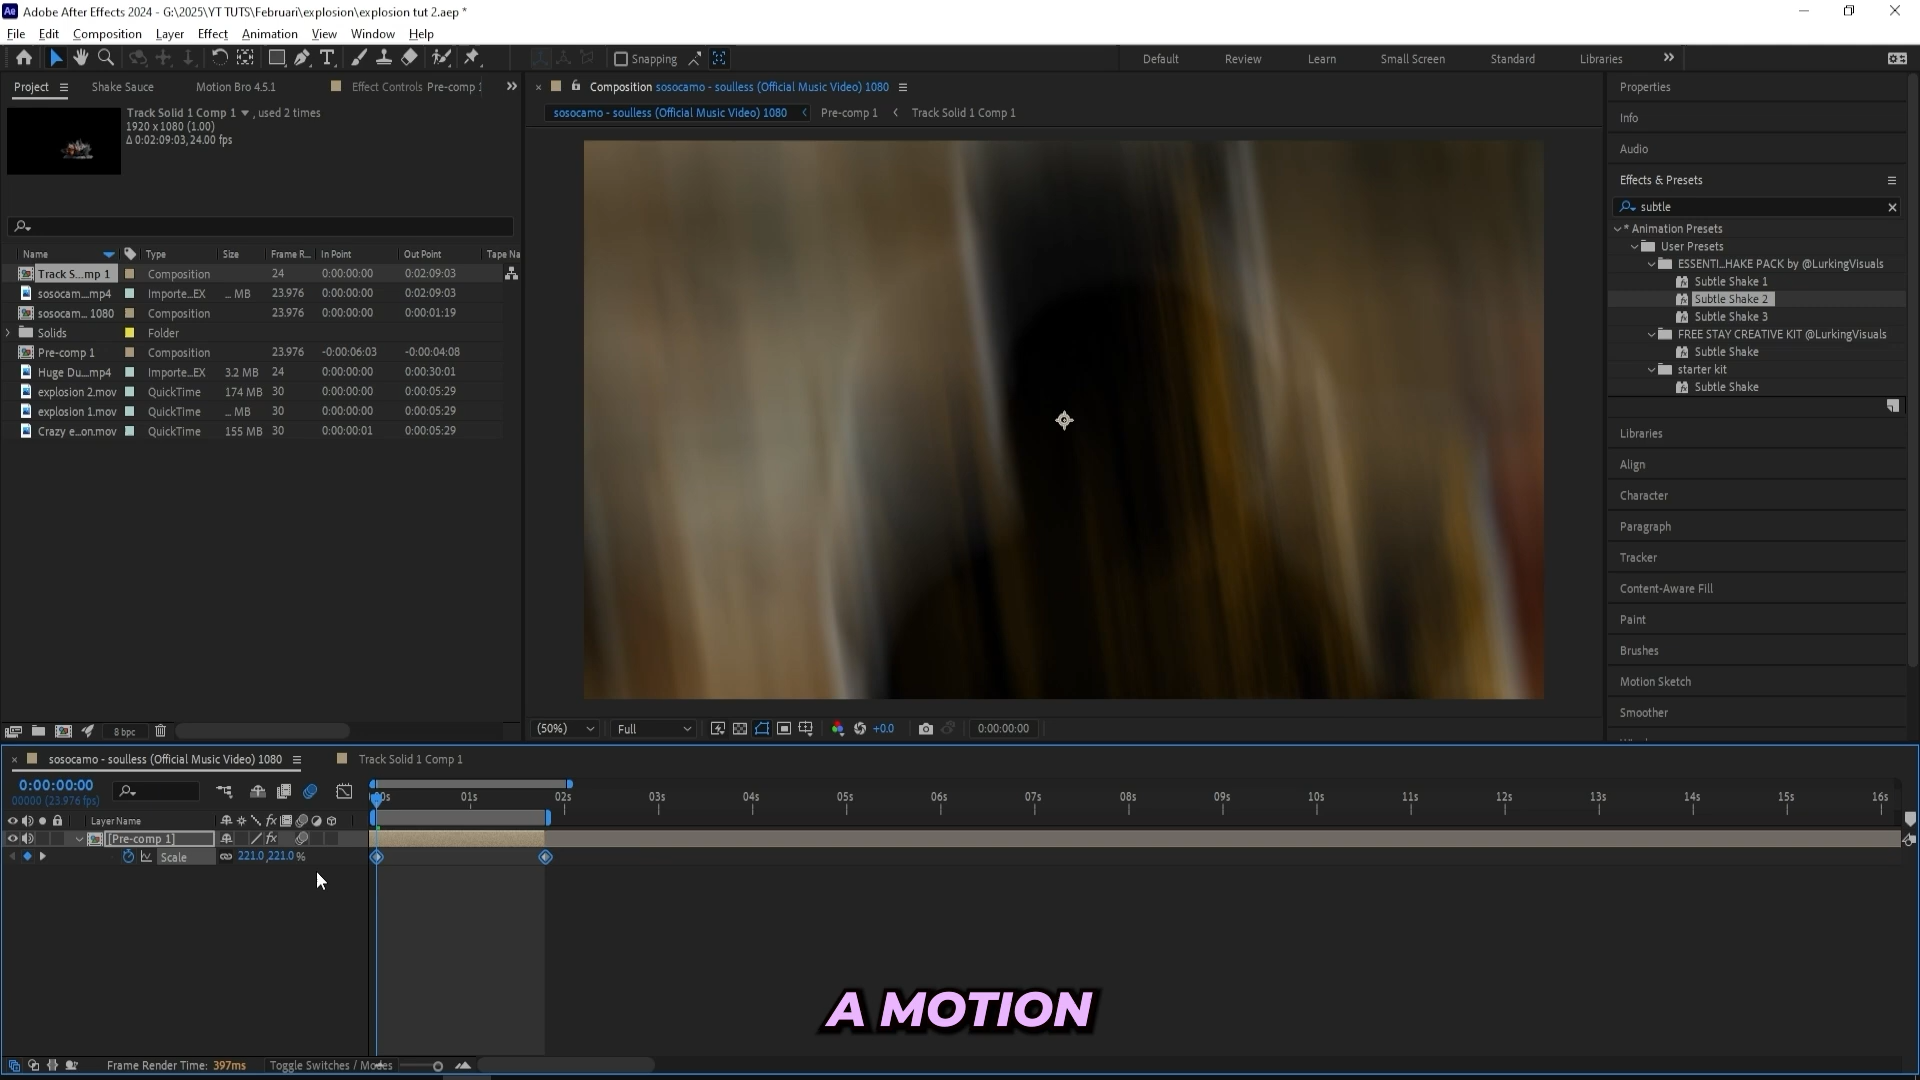 Adobe After Effects 2024 - G:\2025\YT TUTS\Februari\explosion\explosion tut 2.aep *
File Edit Composition Layer Effect Animation View Window Help
Snapping
Default Review Learn Small Screen Standard Libraries
Project Shake Sauce Motion Bro 4.5.1 Effect Controls Pre-comp 1
Composition sosocamo - soulless (Official Music Video) 1080
sosocamo - soulless (Official Music Video) 1080 Pre-comp 1 Track Solid 1 Comp 1
Track Solid 1 Comp 1 , used 2 times
1920 x 1080 (1.00)
Δ 0:02:09:03, 24.00 fps
Name Type Size Frame R... In Point Out Point Tape Na
Track S...mp 1 Composition 24 0:00:00:00 0:02:09:03
sosocam....mp4 Importe...EX ... MB 23.976 0:00:00:00 0:02:09:03
sosocam... 1080 Composition 23.976 0:00:00:00 0:00:01:19
Solids Folder
Pre-comp 1 Composition 23.976 -0:00:06:03 -0:00:04:08
Huge Du....mp4 Importe...EX 3.2 MB 24 0:00:00:00 0:00:30:01
explosion 2.mov QuickTime 174 MB 30 0:00:00:00 0:00:05:29
explosion 1.mov QuickTime ... MB 30 0:00:00:00 0:00:05:29
Crazy e...on.mov QuickTime 155 MB 30 0:00:00:01 0:00:05:29
8 bpc
(50%) Full +0.0 0:00:00:00
Properties
Info
Audio
Effects & Presets
subtle
* Animation Presets
User Presets
ESSENTI...HAKE PACK by @LurkingVisuals
Subtle Shake 1
Subtle Shake 2
Subtle Shake 3
FREE STAY CREATIVE KIT @LurkingVisuals
Subtle Shake
starter kit
Subtle Shake
Libraries
Align
Character
Paragraph
Tracker
Content-Aware Fill
Paint
Brushes
Motion Sketch
Smoother
sosocamo - soulless (Official Music Video) 1080 Track Solid 1 Comp 1
0:00:00:00
00000 (23.976 fps)
01s 02s 03s 04s 05s 06s 07s 08s 09s 10s 11s 12s 13s 14s 15s 16s
Layer Name
[Pre-comp 1]
Scale 221.0,221.0 %
A MOTION
Frame Render Time: 397ms Toggle Switches / Modes